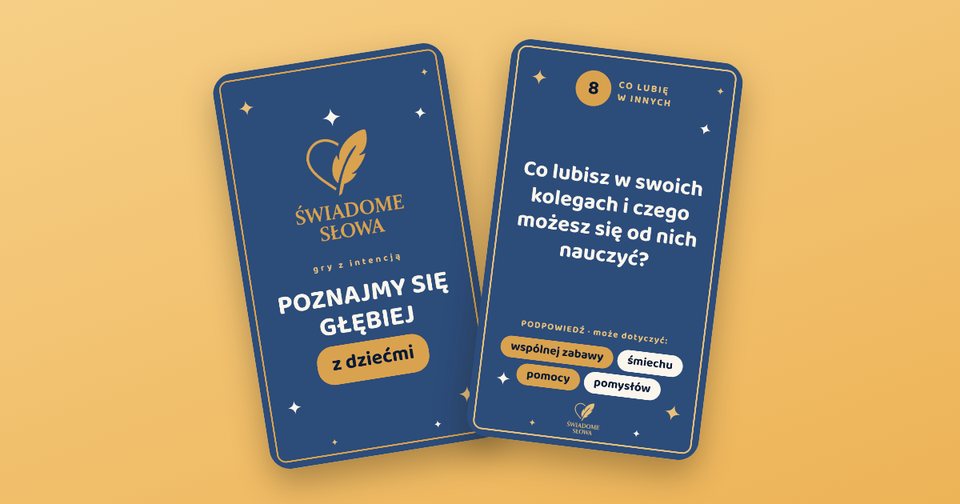 ŚWIADOME
SŁOWA
gry z intencją
POZNAJMY SIĘ
GŁĘBIEJ
z dziećmi
8
CO LUBIĘ
W INNYCH
Co lubisz w swoich
kolegach i czego
możesz się od nich
nauczyć?
PODPOWIEDŹ · może dotyczyć:
wspólnej zabawy
śmiechu
pomocy
pomysłów
ŚWIADOME
SŁOWA